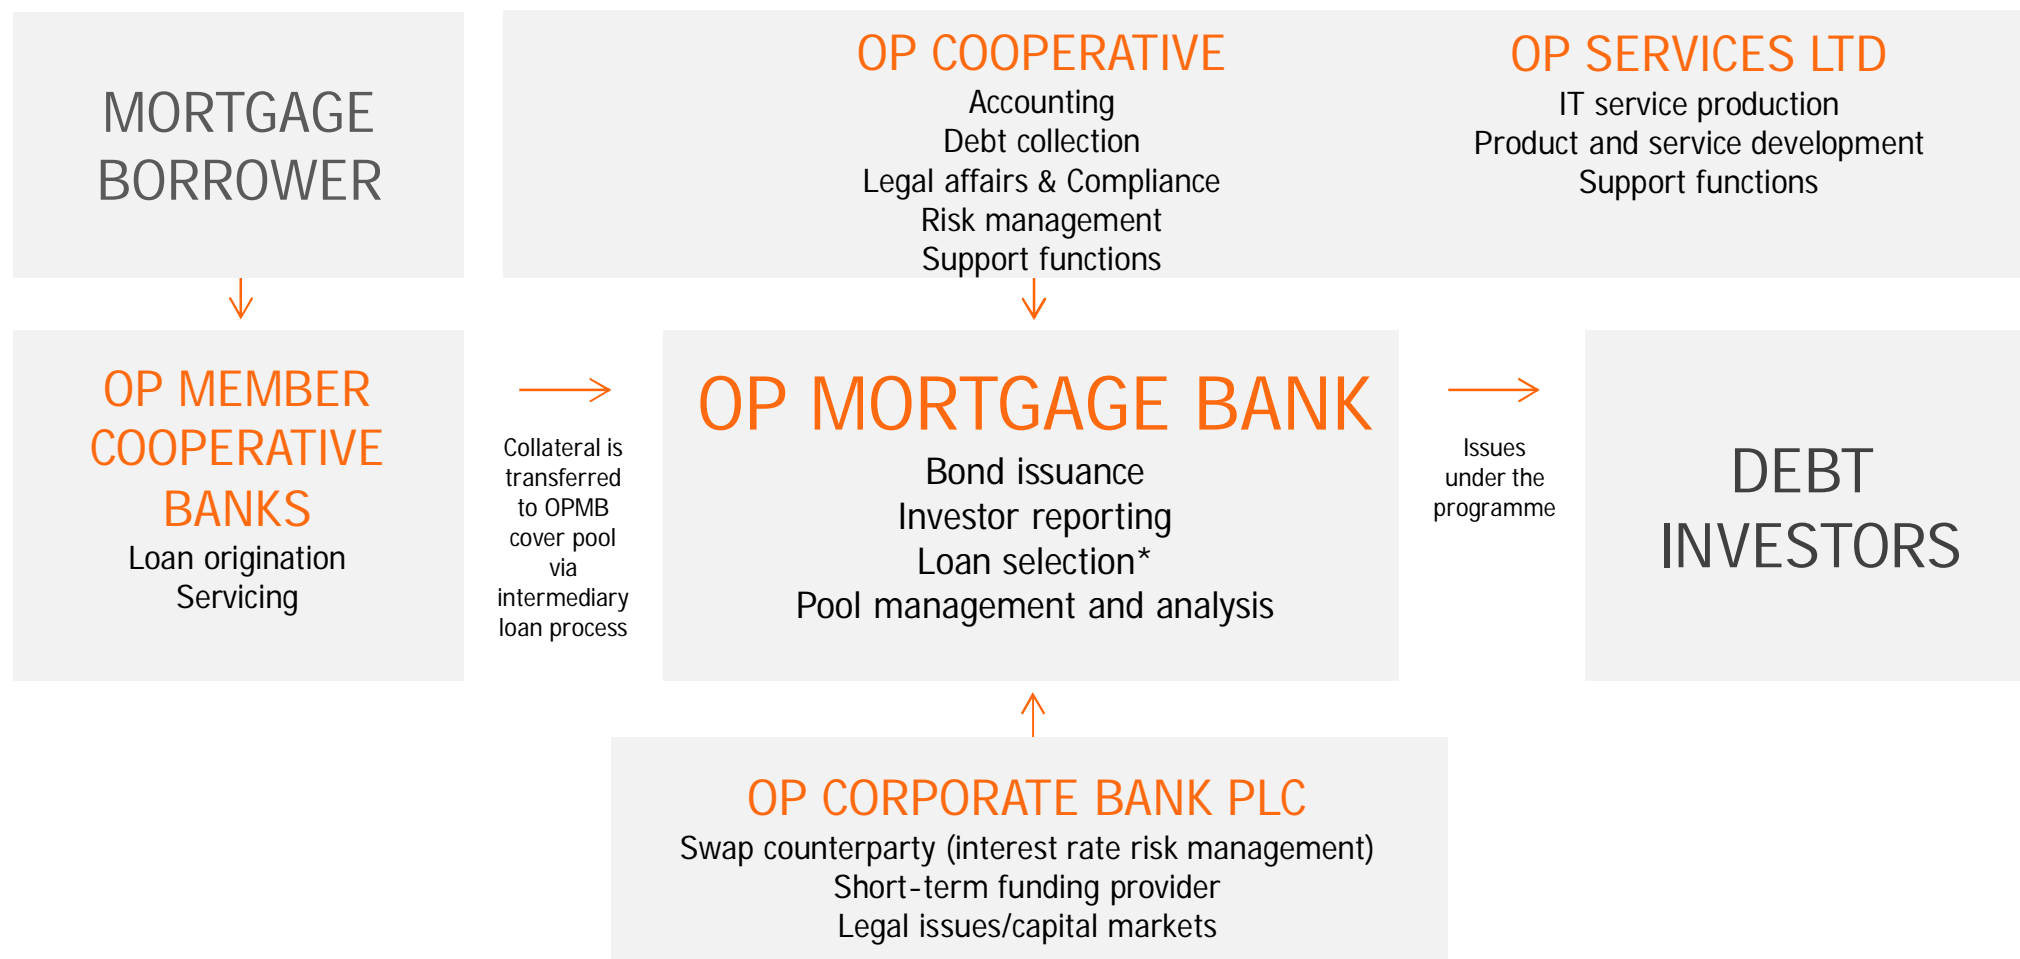 MORTGAGE
BORROWER
OP COOPERATIVE
Accounting
Debt collection
Legal affairs & Compliance
Risk management
Support functions
OP SERVICES LTD
IT service production
Product and service development
Support functions
OP MEMBER
COOPERATIVE
BANKS
Loan origination
Servicing
Collateral is
transferred
to OPMB
cover pool
via
intermediary
loan process
OP MORTGAGE BANK
Bond issuance
Investor reporting
Loan selection*
Pool management and analysis
Issues
under the
programme
DEBT
INVESTORS
OP CORPORATE BANK PLC
Swap counterparty (interest rate risk management)
Short-term funding provider
Legal issues/capital markets